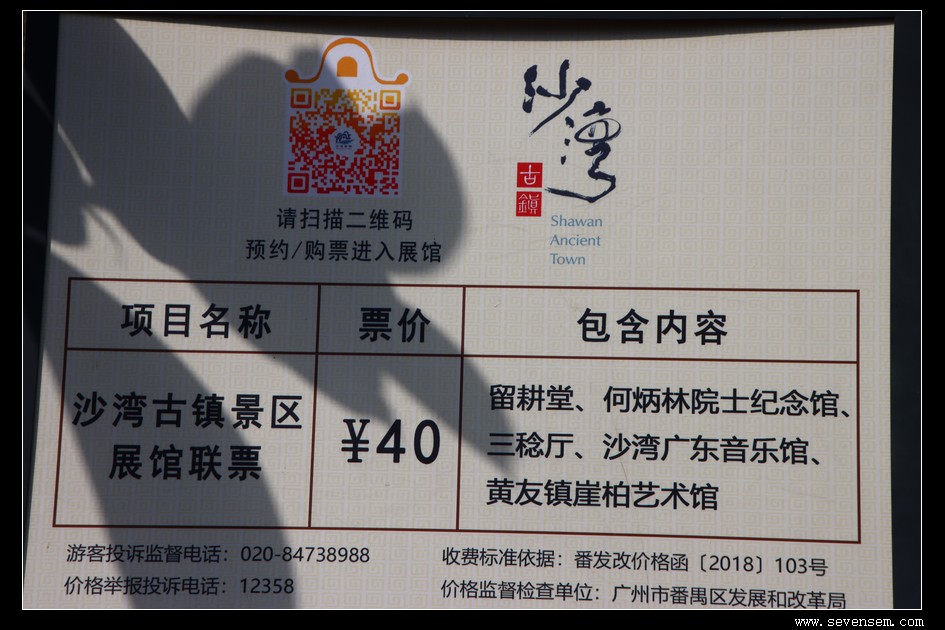 沙湾
古
鎮
Shawan
Ancient
Town
请扫描二维码
预约/购票进入展馆
项目名称 票价 包含内容
沙湾古镇景区
展馆联票
¥40
留耕堂、何炳林院士纪念馆、
三稔厅、沙湾广东音乐馆、
黄友镇崖柏艺术馆
游客投诉监督电话：020-84738988
收费标准依据：番发改价格函〔2018〕103号
价格举报投诉电话：12358
价格监督检查单位：广州市番禺区发展和改革局
www.sevensem.com